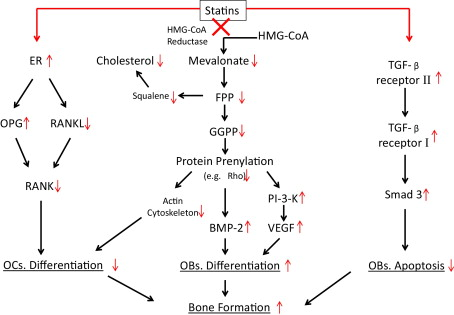 Statins
HMG-CoA
Reductase
HMG-CoA
ER ↑
Cholesterol ↓
Mevalonate ↓
TGF-β
receptor II ↑
Squalene ↓
FPP ↓
OPG ↑
RANKL ↓
GGPP ↓
TGF-β
receptor I ↑
Protein Prenylation
(e.g. Rho) ↓
RANK ↓
Actin
Cytoskeleton ↓
PI-3-K ↑
Smad 3 ↑
BMP-2 ↑
VEGF ↑
OCs. Differentiation ↓
OBs. Differentiation ↑
OBs. Apoptosis ↓
Bone Formation ↑